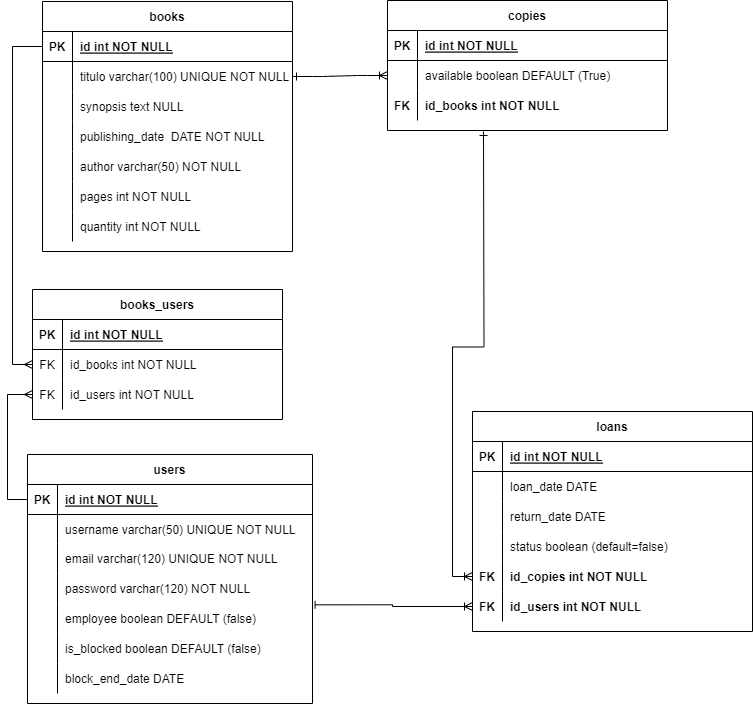 books
PK id int NOT NULL
titulo varchar(100) UNIQUE NOT NULL
synopsis text NULL
publishing_date DATE NOT NULL
author varchar(50) NOT NULL
pages int NOT NULL
quantity int NOT NULL
copies
PK id int NOT NULL
available boolean DEFAULT (True)
FK id_books int NOT NULL
books_users
PK id int NOT NULL
FK id_books int NOT NULL
FK id_users int NOT NULL
users
PK id int NOT NULL
username varchar(50) UNIQUE NOT NULL
email varchar(120) UNIQUE NOT NULL
password varchar(120) NOT NULL
employee boolean DEFAULT (false)
is_blocked boolean DEFAULT (false)
block_end_date DATE
loans
PK id int NOT NULL
loan_date DATE
return_date DATE
status boolean (default=false)
FK id_copies int NOT NULL
FK id_users int NOT NULL